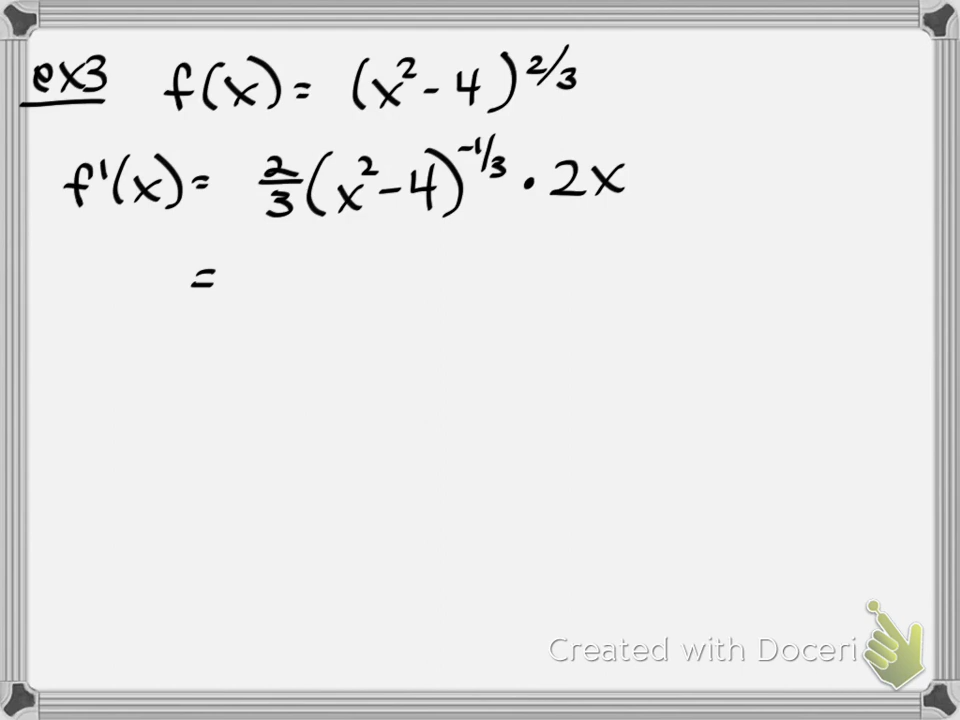 ex3 f(x) = (x² - 4)^2/3
f'(x) = 2/3 (x² - 4)^-1/3 · 2x
=
Created with Doceri